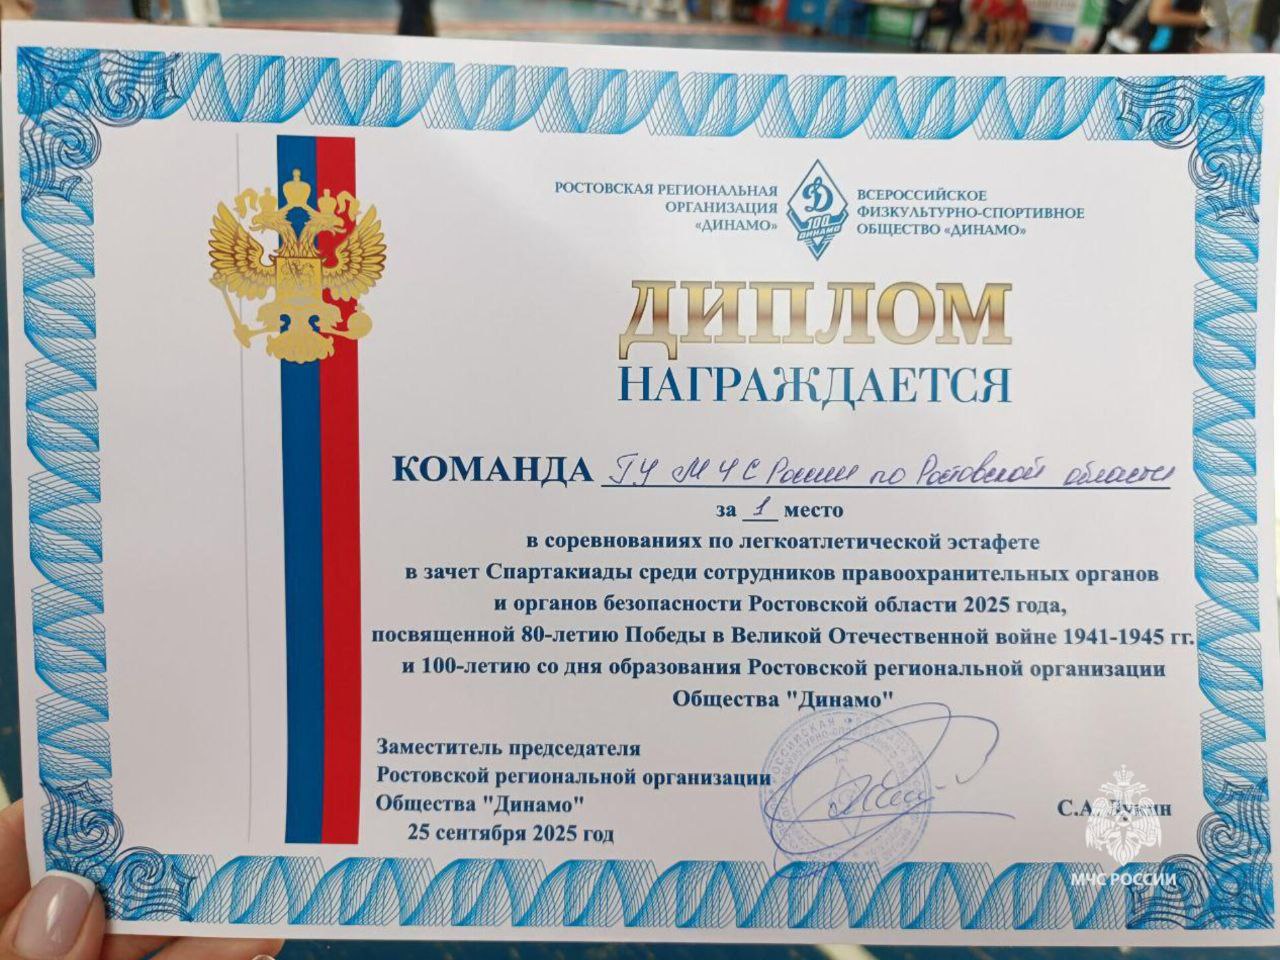 РОСТОВСКАЯ РЕГИОНАЛЬНАЯ
ОРГАНИЗАЦИЯ
«ДИНАМО»
Д
100
ДИНАМО
ВСЕРОССИЙСКОЕ
ФИЗКУЛЬТУРНО-СПОРТИВНОЕ
ОБЩЕСТВО «ДИНАМО»
ДИПЛОМ
НАГРАЖДАЕТСЯ
КОМАНДА ГУ МЧС России по Ростовской области
за 1 место
в соревнованиях по легкоатлетической эстафете
в зачет Спартакиады среди сотрудников правоохранительных органов
и органов безопасности Ростовской области 2025 года,
посвященной 80-летию Победы в Великой Отечественной войне 1941-1945 гг.
и 100-летию со дня образования Ростовской региональной организации
Общества "Динамо"
Заместитель председателя
Ростовской региональной организации
Общества "Динамо"
25 сентября 2025 год
С.А. Лукин
МЧС РОССИИ